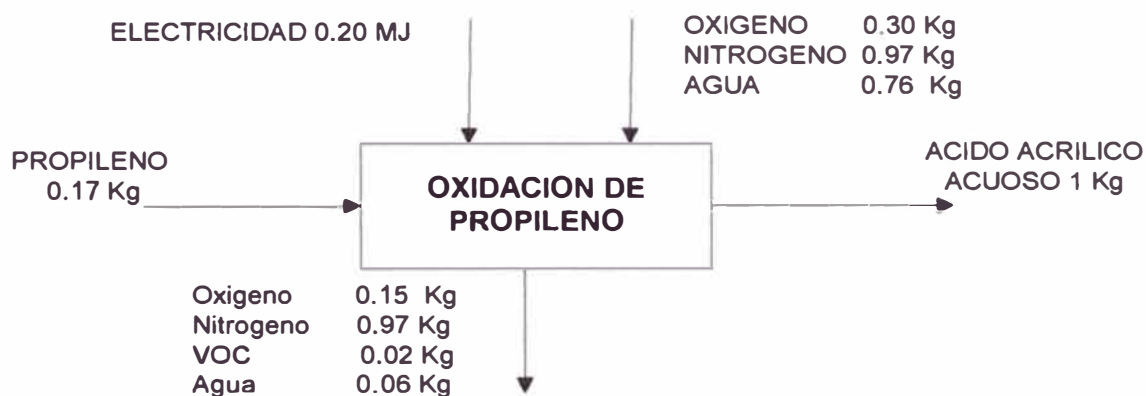 ELECTRICIDAD 0.20 MJ
OXIGENO 0.30 Kg
NITROGENO 0.97 Kg
AGUA 0.76 Kg
PROPILENO
0.17 Kg
OXIDACION DE
PROPILENO
ACIDO ACRILICO
ACUOSO 1 Kg
Oxigeno 0.15 Kg
Nitrogeno 0.97 Kg
VOC 0.02 Kg
Agua 0.06 Kg